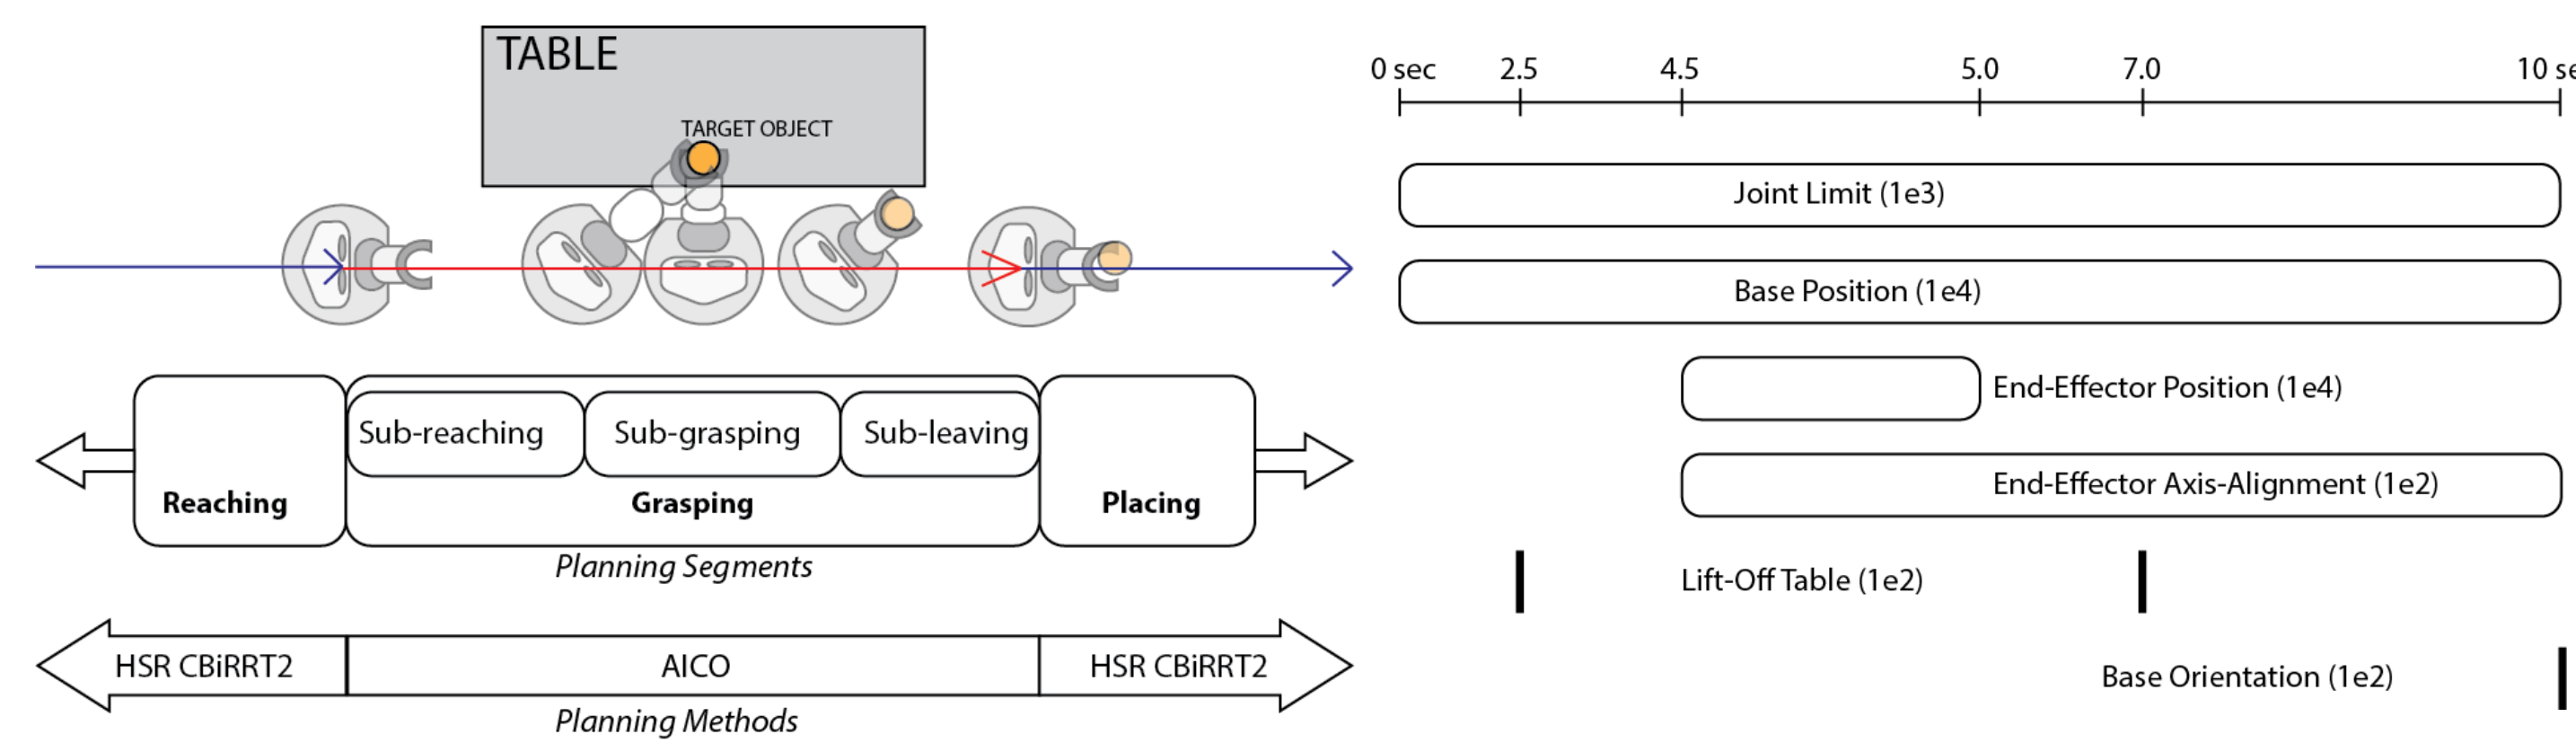 TABLE
TARGET OBJECT
Sub-reaching Sub-grasping Sub-leaving
Reaching Grasping Placing
Planning Segments
HSR CBiRRT2 AICO HSR CBiRRT2
Planning Methods
0 sec 2.5 4.5 5.0 7.0 10 se
Joint Limit (1e3)
Base Position (1e4)
End-Effector Position (1e4)
End-Effector Axis-Alignment (1e2)
Lift-Off Table (1e2)
Base Orientation (1e2)